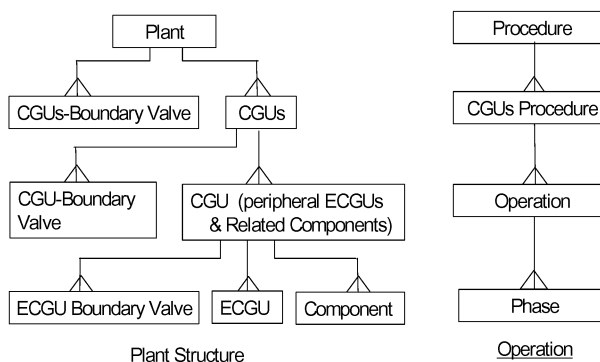 Plant
CGUs-Boundary Valve
CGUs
CGU-Boundary
Valve
CGU (peripheral ECGUs
& Related Components)
ECGU Boundary Valve
ECGU
Component
Plant Structure
Procedure
CGUs Procedure
Operation
Phase
Operation